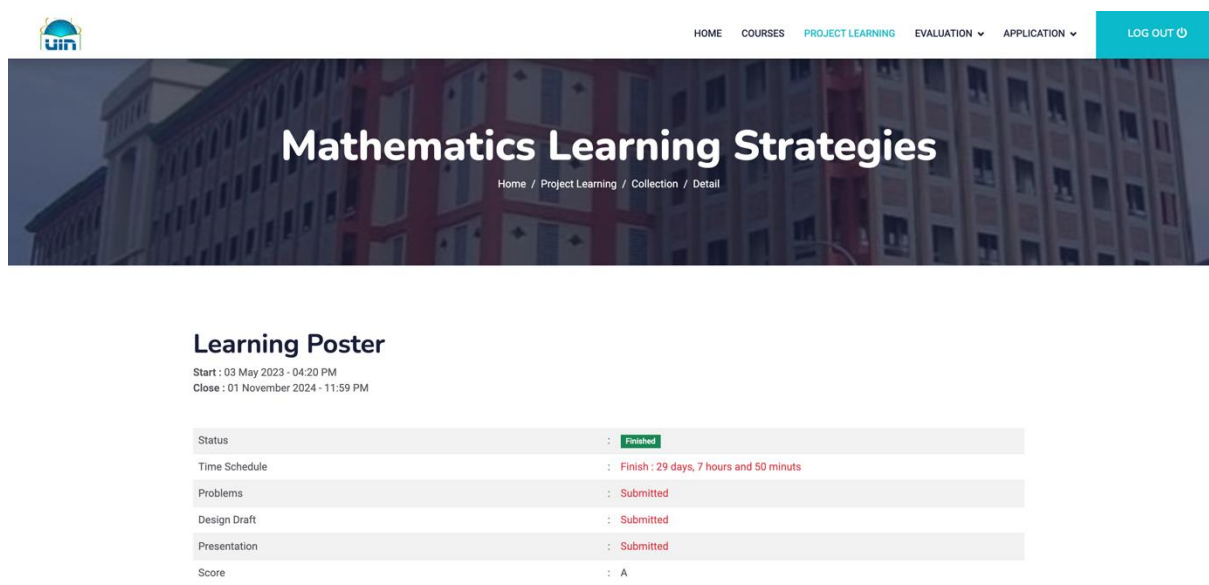 uin
HOME COURSES PROJECT LEARNING EVALUATION APPLICATION LOG OUT
Mathematics Learning Strategies
Home / Project Learning / Collection / Detail
Learning Poster
Start : 03 May 2023 - 04:20 PM
Close : 01 November 2024 - 11:59 PM
Status : Finished
Time Schedule : Finish : 29 days, 7 hours and 50 minuts
Problems : Submitted
Design Draft : Submitted
Presentation : Submitted
Score : A